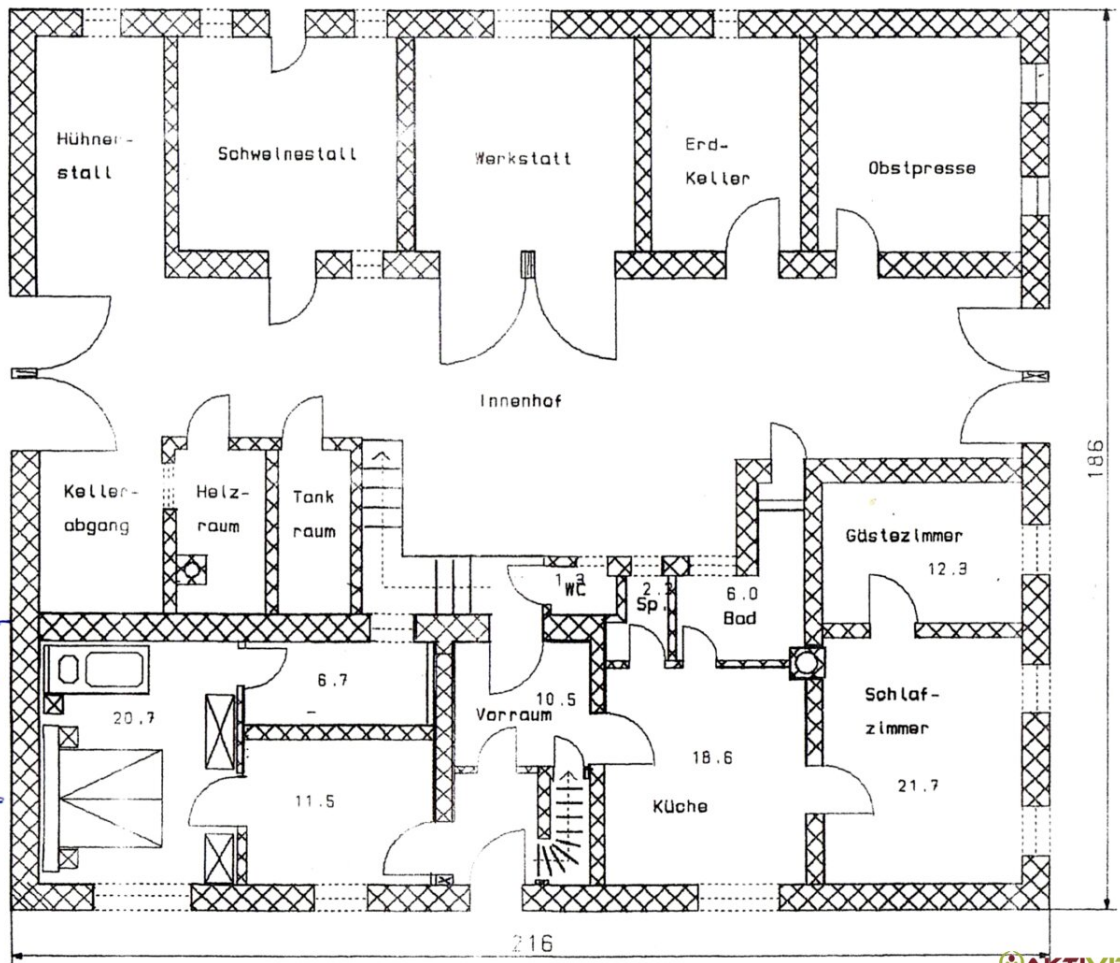 Hühner-
stall
Schweinestall
Werkstatt
Erd-
Keller
Obstpresse
Innenhof
186
Keller-
abgang
Heiz-
raum
Tank
raum
Gästezimmer
12.3
WC
2.
Sp.
6.0
Bad
6.7
20.7
10.5
Vorraum
18.6
Schlaf-
zimmer
21.7
11.5
Küche
216
AKTIV